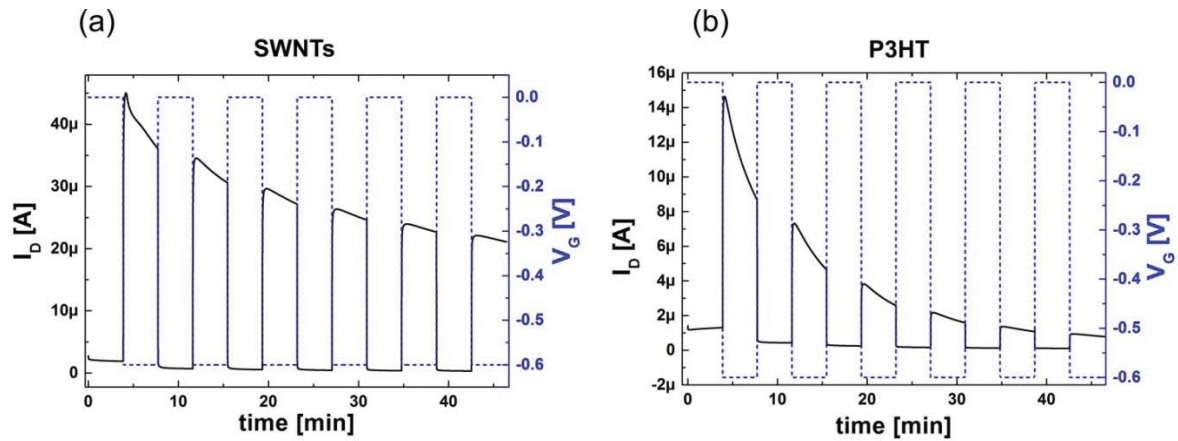 (a)
SWNTs
40µ
30µ
20µ
10µ
0
I_D [A]
0.0
-0.1
-0.2
-0.3
-0.4
-0.5
-0.6
V_G [V]
0 10 20 30 40
time [min]
(b)
P3HT
16µ
14µ
12µ
10µ
8µ
6µ
4µ
2µ
0
-2µ
I_D [A]
0.0
-0.1
-0.2
-0.3
-0.4
-0.5
-0.6
V_G [V]
0 10 20 30 40
time [min]